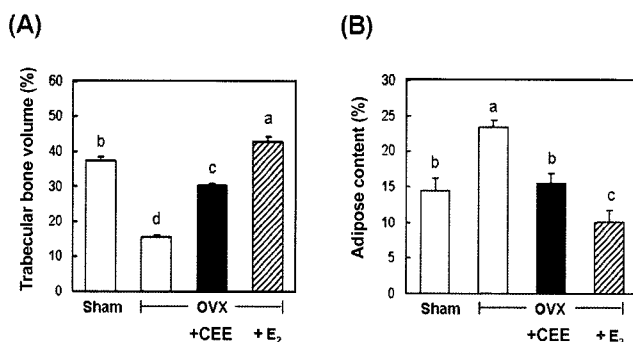 (A)
Trabecular bone volume (%)
60
50
40
30
20
10
0
b
d
c
a
Sham
OVX
+CEE
+ E₂
(B)
Adipose content (%)
30
25
20
15
10
5
0
b
a
b
c
Sham
OVX
+CEE
+ E₂